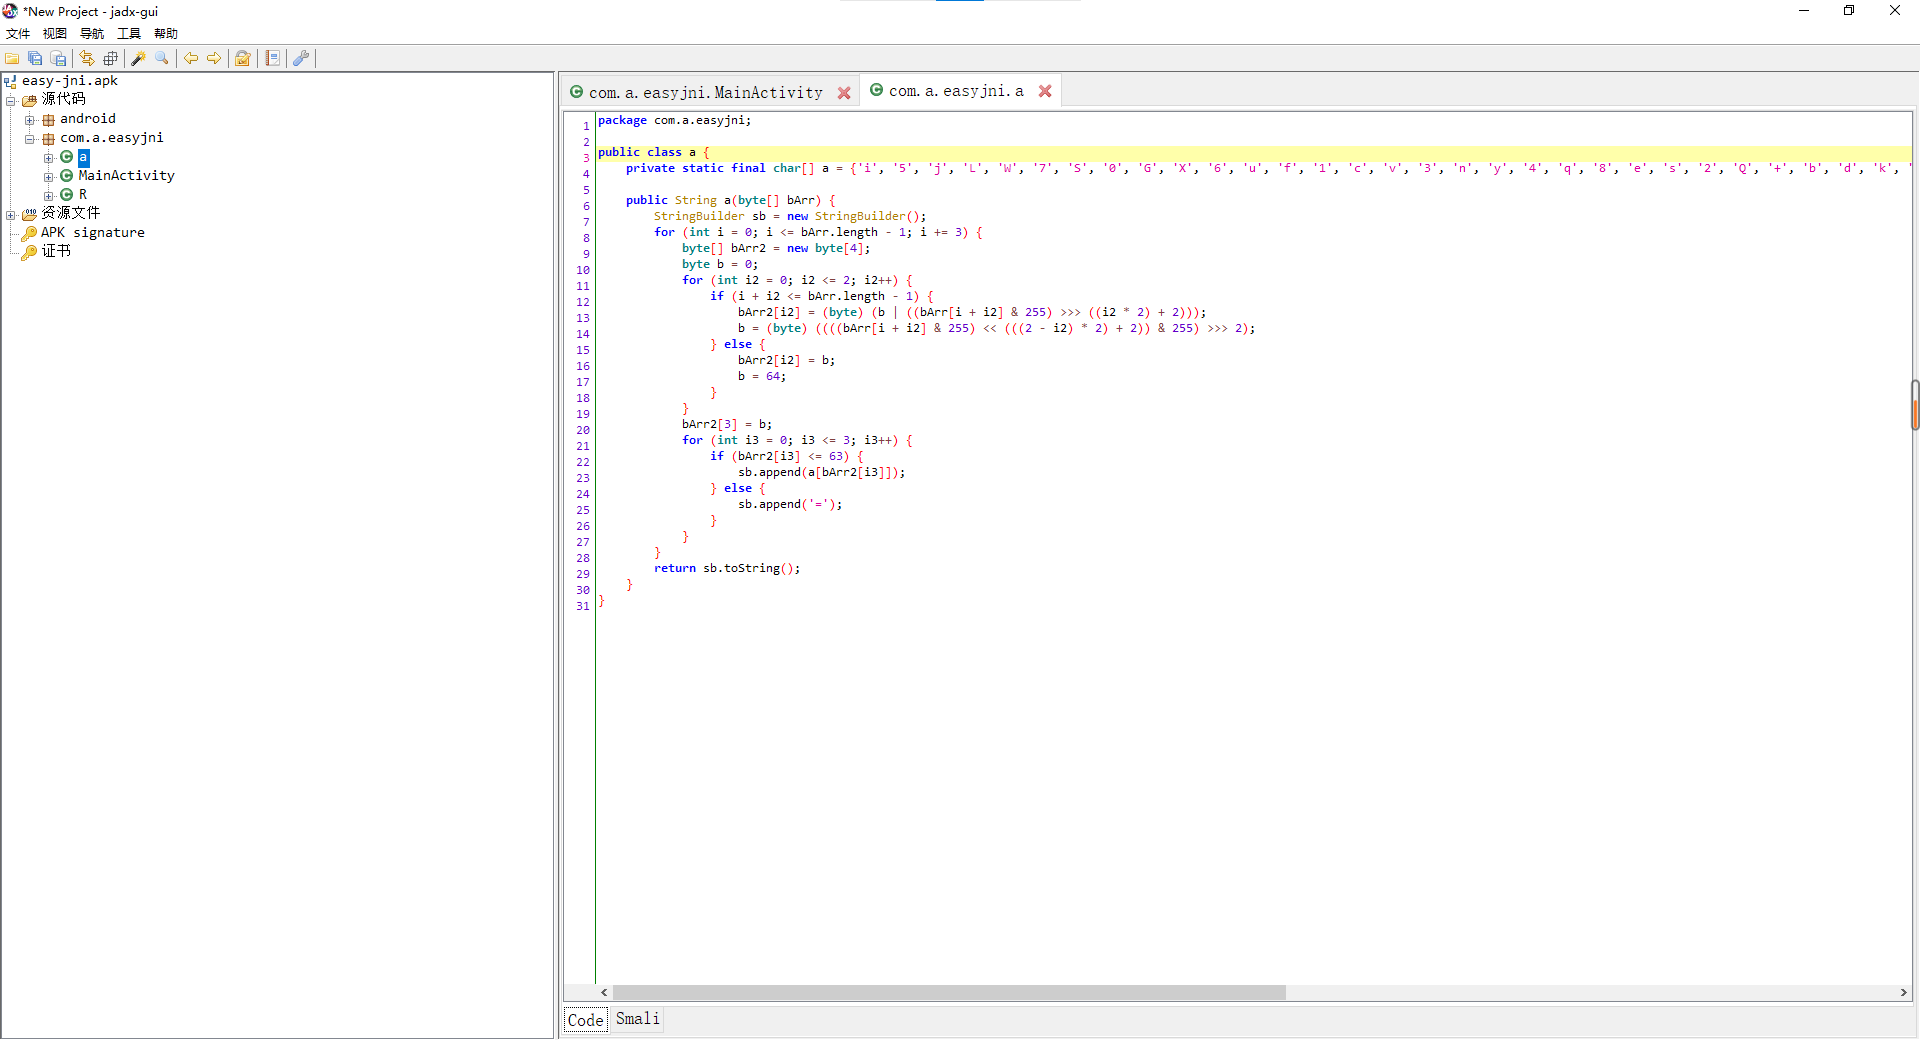 *New Project - jadx-gui
文件 视图 导航 工具 帮助
easy-jni.apk
源代码
android
com.a.easyjni
a
MainActivity
R
资源文件
APK signature
证书
com.a.easyjni.MainActivity
com.a.easyjni.a
1 package com.a.easyjni;
2
3 public class a {
4 private static final char[] a = {'i', '5', 'j', 'L', 'W', '7', 'S', '0', 'G', 'X', '6', 'u', 'f', '1', 'c', 'v', '3', 'n', 'y', '4', 'q', '8', 'e', 's', '2', 'Q', '+', 'b', 'd', 'k', '
5
6 public String a(byte[] bArr) {
7 StringBuilder sb = new StringBuilder();
8 for (int i = 0; i <= bArr.length - 1; i += 3) {
9 byte[] bArr2 = new byte[4];
10 byte b = 0;
11 for (int i2 = 0; i2 <= 2; i2++) {
12 if (i + i2 <= bArr.length - 1) {
13 bArr2[i2] = (byte) (b | ((bArr[i + i2] & 255) >>> ((i2 * 2) + 2)));
14 b = (byte) ((((bArr[i + i2] & 255) << (((2 - i2) * 2) + 2)) & 255) >>> 2);
15 } else {
16 bArr2[i2] = b;
17 b = 64;
18 }
19 }
20 bArr2[3] = b;
21 for (int i3 = 0; i3 <= 3; i3++) {
22 if (bArr2[i3] <= 63) {
23 sb.append(a[bArr2[i3]]);
24 } else {
25 sb.append('=');
26 }
27 }
28 }
29 return sb.toString();
30 }
31 }
Code Smali